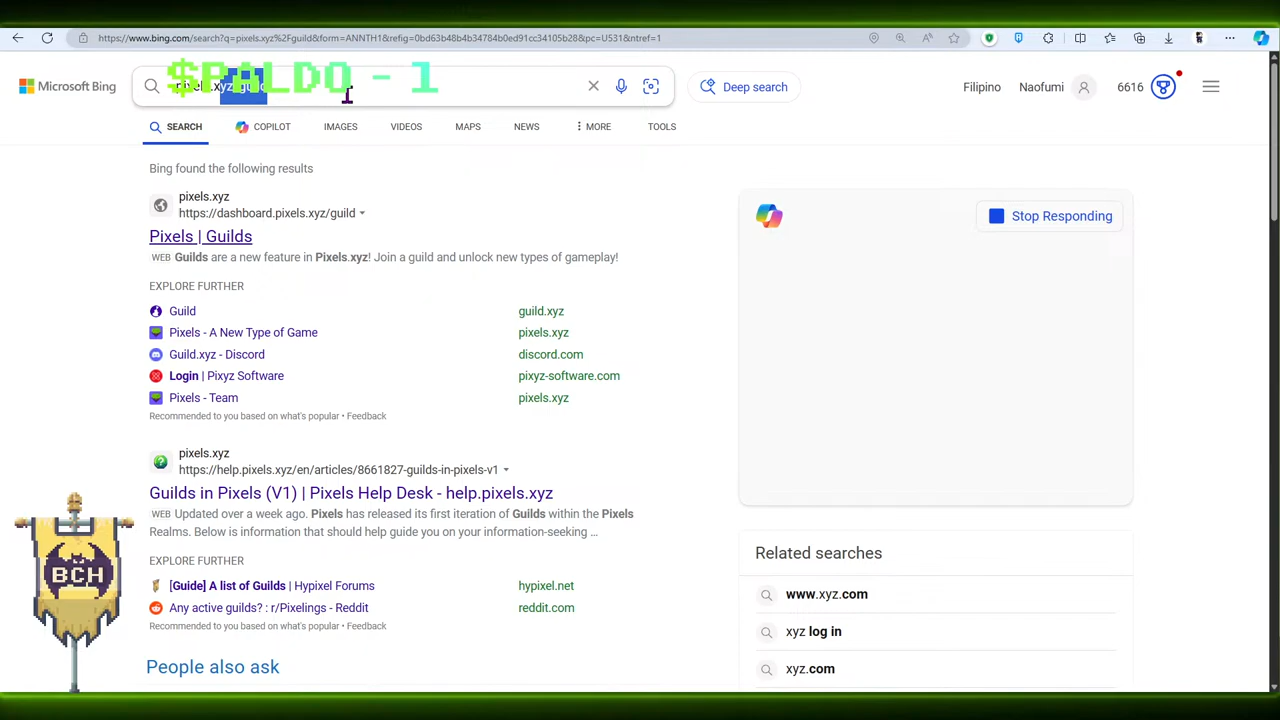 https://www.bing.com/search?q=pixels.xyz%2Fguild&form=ANNTH1&refig=0bd63b48b4b34784b0ed91cc34105b28&pc=U531&ntref=1
$PALDO - 1
Microsoft Bing
Deep search
Filipino
Naofumi
6616
SEARCH
COPILOT
IMAGES
VIDEOS
MAPS
NEWS
MORE
TOOLS
Bing found the following results
pixels.xyz
https://dashboard.pixels.xyz/guild
Pixels | Guilds
WEB Guilds are a new feature in Pixels.xyz! Join a guild and unlock new types of gameplay!
EXPLORE FURTHER
Guild guild.xyz
Pixels - A New Type of Game pixels.xyz
Guild.xyz - Discord discord.com
Login | Pixyz Software pixyz-software.com
Pixels - Team pixels.xyz
Recommended to you based on what's popular • Feedback
pixels.xyz
https://help.pixels.xyz/en/articles/8661827-guilds-in-pixels-v1
Guilds in Pixels (V1) | Pixels Help Desk - help.pixels.xyz
WEB Updated over a week ago. Pixels has released its first iteration of Guilds within the Pixels
Realms. Below is information that should help guide you on your information-seeking ...
EXPLORE FURTHER
[Guide] A list of Guilds | Hypixel Forums hypixel.net
Any active guilds? : r/Pixelings - Reddit reddit.com
Recommended to you based on what's popular • Feedback
People also ask
Stop Responding
Related searches
www.xyz.com
xyz log in
xyz.com
BCH